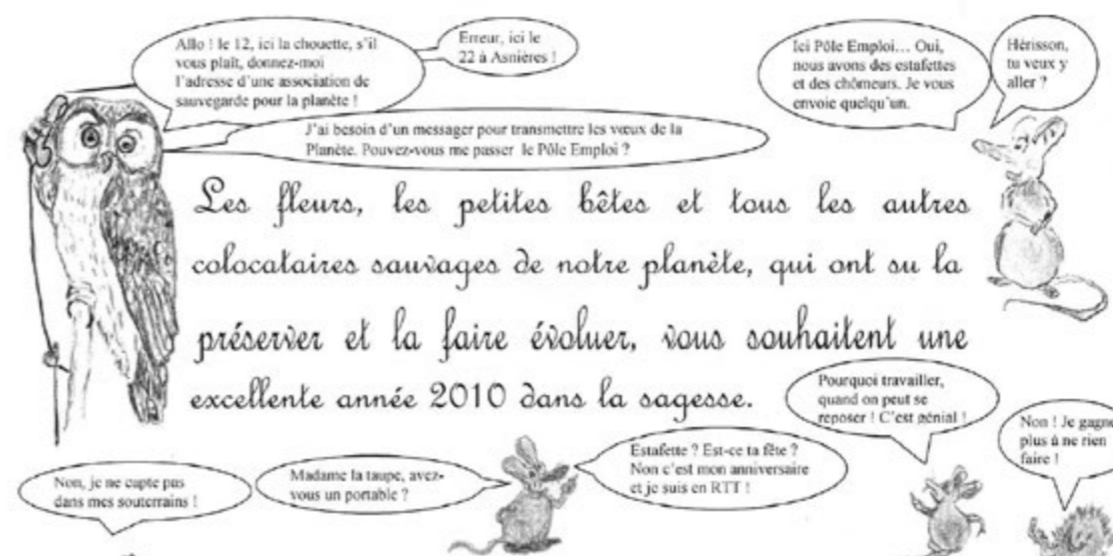 Allo ! le 12, ici la chouette, s'il
vous plaît, donnez-moi
l'adresse d'une association de
sauvegarde pour la planète !
Erreur, ici le
22 à Asnières !
J'ai besoin d'un messager pour transmettre les vœux de la
Planète. Pouvez-vous me passer le Pôle Emploi ?
Ici Pôle Emploi… Oui,
nous avons des estafettes
et des chômeurs. Je vous
envoie quelqu'un.
Hérisson,
tu veux y
aller ?
Les fleurs, les petites bêtes et tous les autres
colocataires sauvages de notre planète, qui ont su la
préserver et la faire évoluer, vous souhaitent une
excellente année 2010 dans la sagesse.
Pourquoi travailler,
quand on peut se
reposer ! C'est génial !
Non ! Je gagne
plus à ne rien
faire !
Estafette ? Est-ce ta fête ?
Non c'est mon anniversaire
et je suis en RTT !
Madame la taupe, avez-
vous un portable ?
Non, je ne capte pas
dans mes souterrains !